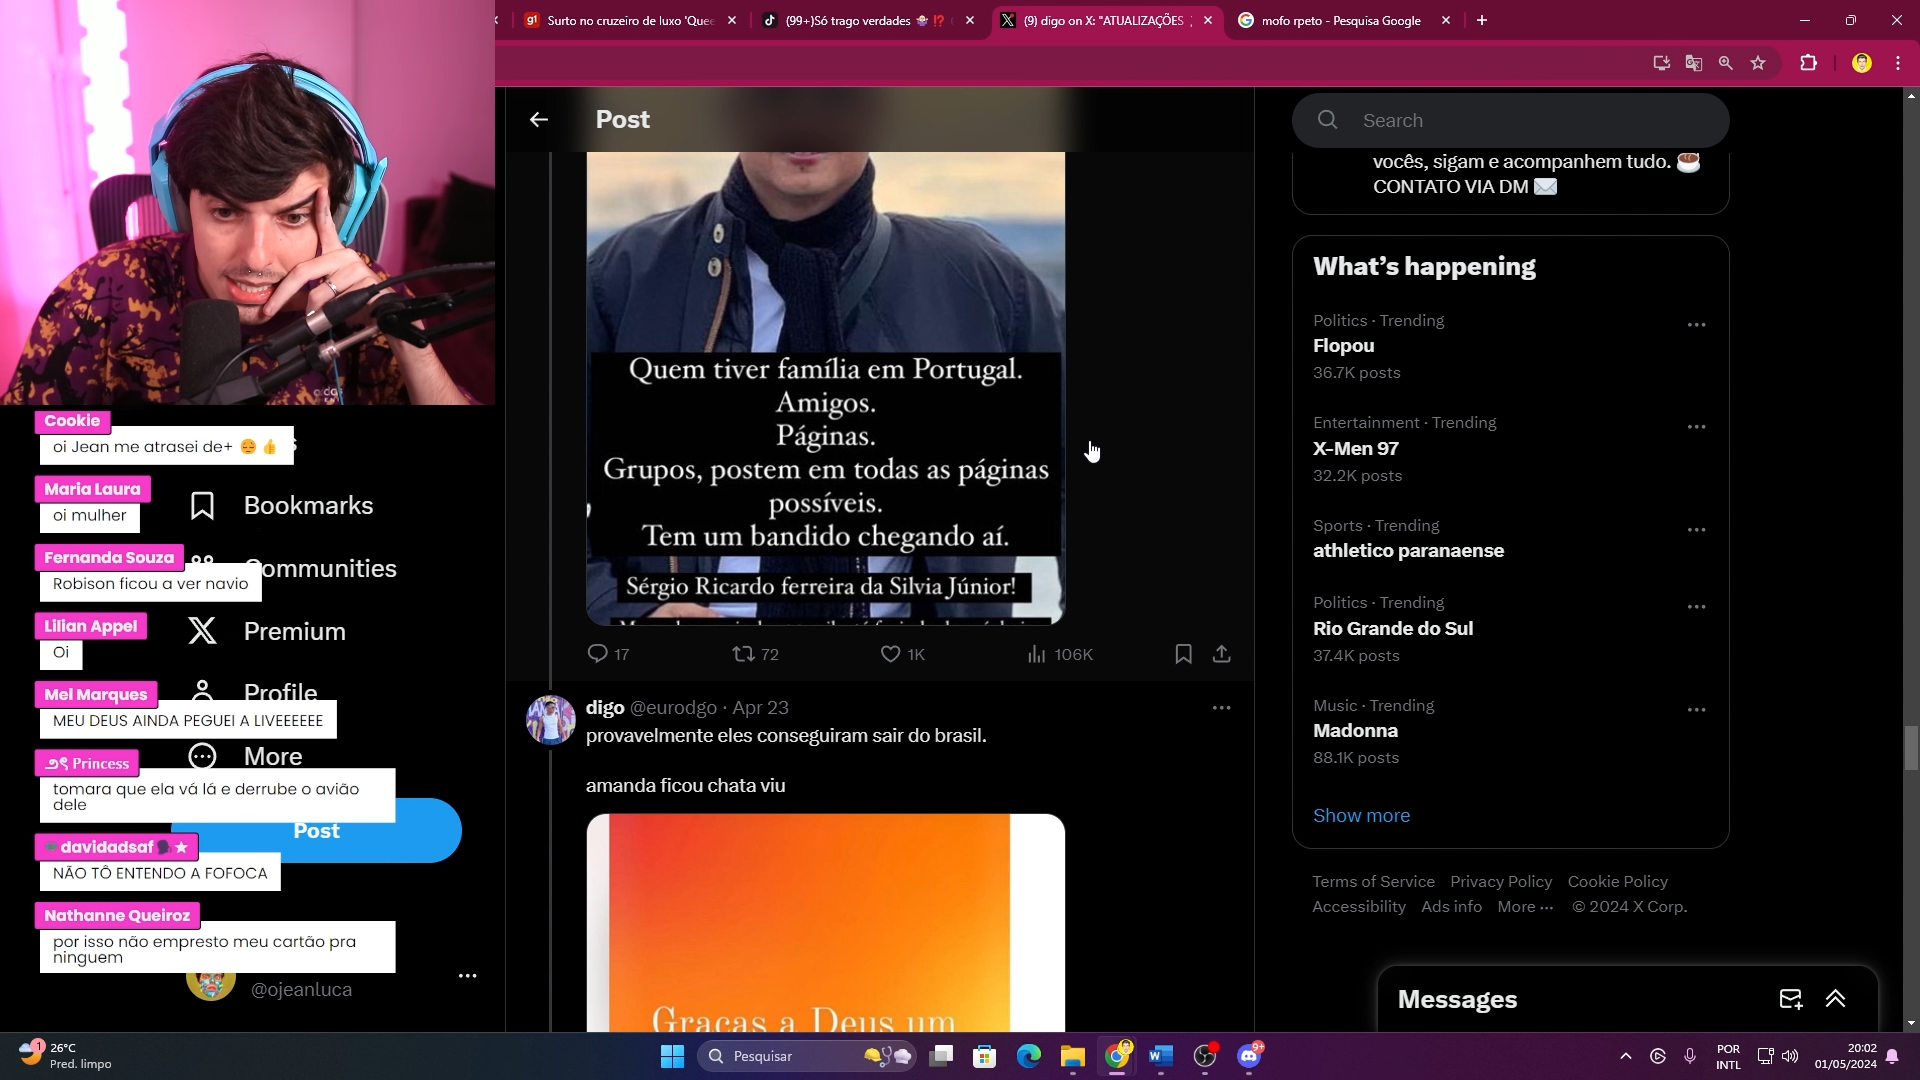 Surto no cruzeiro de luxo 'Quee
(99+)Só trago verdades
(9) digo on X: "ATUALIZAÇÕES
mofo rpeto - Pesquisa Google
Post
Search
vocês, sigam e acompanhem tudo. ☕
CONTATO VIA DM ✉️
What's happening
Politics · Trending
Flopou
36.7K posts
Entertainment · Trending
X-Men 97
32.2K posts
Sports · Trending
athletico paranaense
Politics · Trending
Rio Grande do Sul
37.4K posts
Music · Trending
Madonna
88.1K posts
Show more
Terms of Service Privacy Policy Cookie Policy
Accessibility Ads info More ··· © 2024 X Corp.
Messages
Quem tiver família em Portugal.
Amigos.
Páginas.
Grupos, postem em todas as páginas
possíveis.
Tem um bandido chegando aí.
Sérgio Ricardo ferreira da Silvia Júnior!
17 72 1K 106K
digo @eurodgo · Apr 23
provavelmente eles conseguiram sair do brasil.
amanda ficou chata viu
Graças a Deus um
Cookie
oi Jean me atrasei de+ 😔 👍
Maria Laura
oi mulher
Bookmarks
Fernanda Souza
Robison ficou a ver navio
Communities
Lilian Appel
Oi
Premium
Mel Marques
MEU DEUS AINDA PEGUEI A LIVEEEEEE
Profile
Princess
tomara que ela vá lá e derrube o avião
dele
More
Post
davidadsaf
NÃO TÔ ENTENDO A FOFOCA
Nathanne Queiroz
por isso não empresto meu cartão pra
ninguem
@ojeanluca
1
26°C
Pred. limpo
Pesquisar
9+
POR
INTL
20:02
01/05/2024